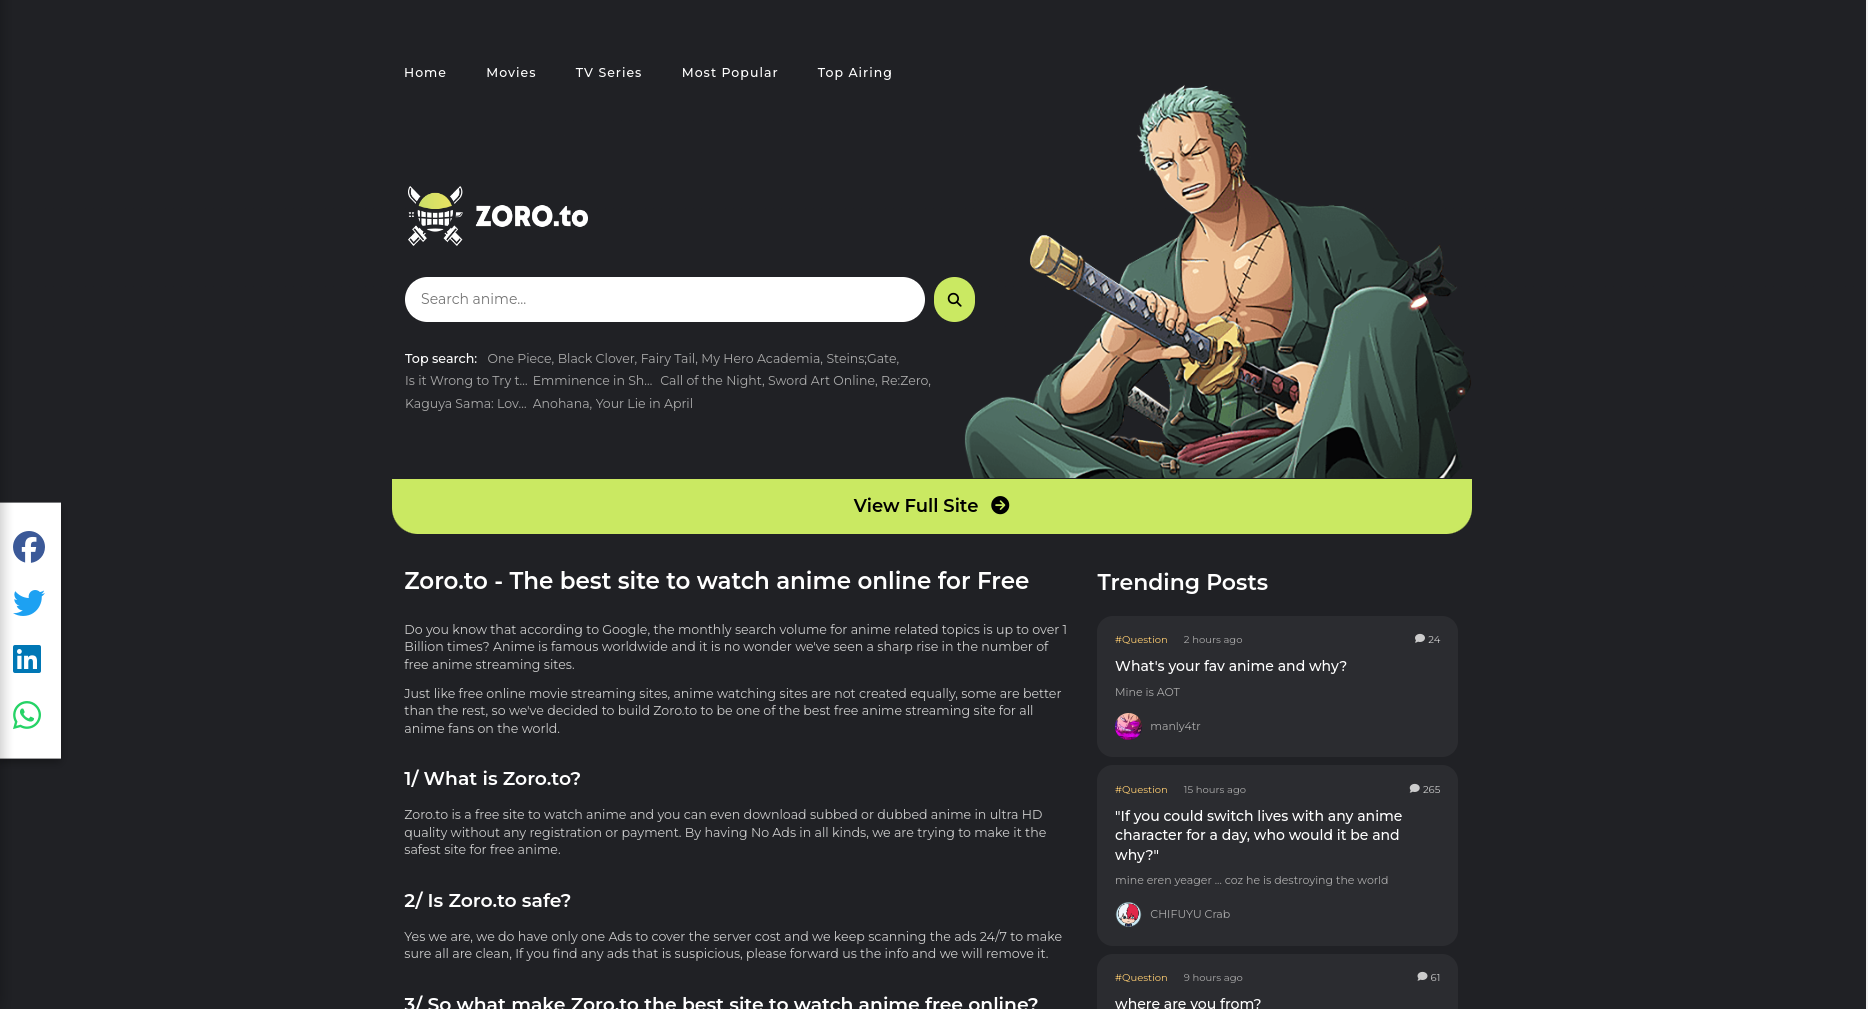 Home Movies TV Series Most Popular Top Airing
ZORO.to
Search anime...
Top search: One Piece, Black Clover, Fairy Tail, My Hero Academia, Steins;Gate,
Is it Wrong to Try t... Emminence in Sh... Call of the Night, Sword Art Online, Re:Zero,
Kaguya Sama: Lov... Anohana, Your Lie in April
View Full Site
Zoro.to - The best site to watch anime online for Free
Do you know that according to Google, the monthly search volume for anime related topics is up to over 1
Billion times? Anime is famous worldwide and it is no wonder we've seen a sharp rise in the number of
free anime streaming sites.
Just like free online movie streaming sites, anime watching sites are not created equally, some are better
than the rest, so we've decided to build Zoro.to to be one of the best free anime streaming site for all
anime fans on the world.
1/ What is Zoro.to?
Zoro.to is a free site to watch anime and you can even download subbed or dubbed anime in ultra HD
quality without any registration or payment. By having No Ads in all kinds, we are trying to make it the
safest site for free anime.
2/ Is Zoro.to safe?
Yes we are, we do have only one Ads to cover the server cost and we keep scanning the ads 24/7 to make
sure all are clean, If you find any ads that is suspicious, please forward us the info and we will remove it.
3/ So what make Zoro.to the best site to watch anime free online?
Trending Posts
#Question 2 hours ago 24
What's your fav anime and why?
Mine is AOT
manly4tr
#Question 15 hours ago 265
"If you could switch lives with any anime
character for a day, who would it be and
why?"
mine eren yeager ... coz he is destroying the world
CHIFUYU Crab
#Question 9 hours ago 61
where are you from?